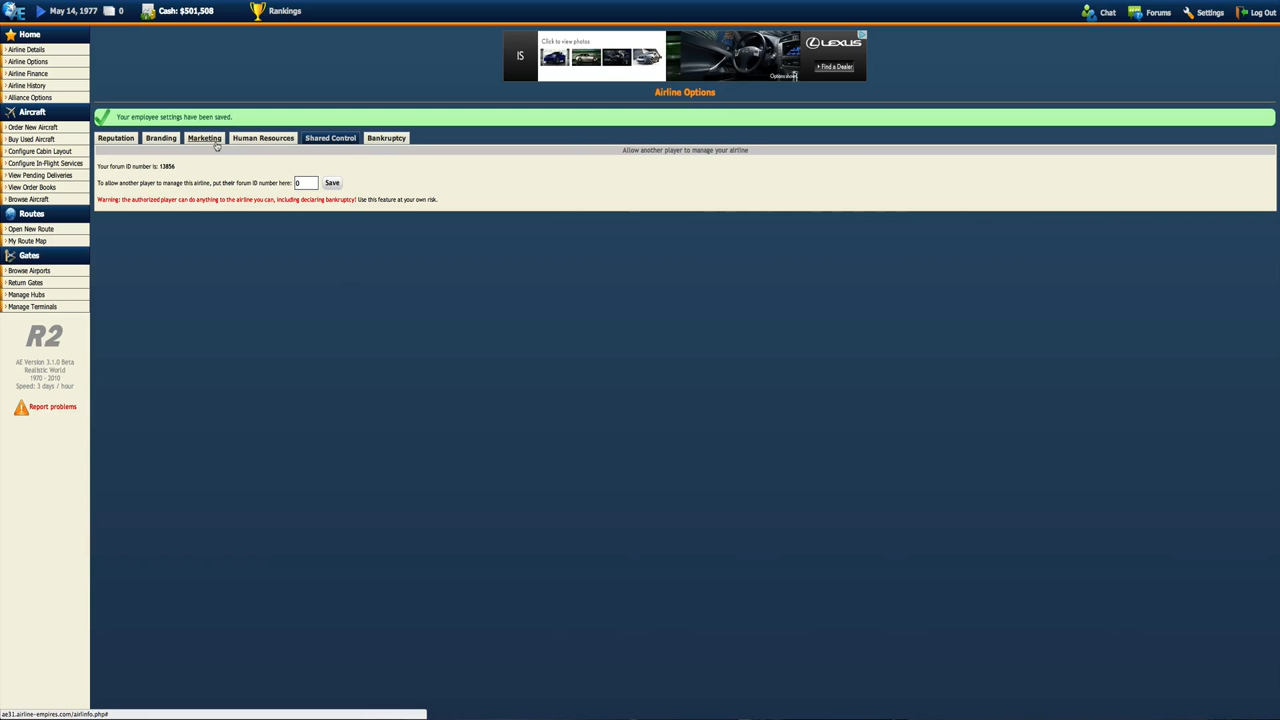 AE May 14, 1977 0 Cash: $501,508 Rankings Chat Forums Settings Log Out
Home
Airline Details
Airline Options
Airline Finance
Airline History
Alliance Options
Aircraft
Order New Aircraft
Buy Used Aircraft
Configure Cabin Layout
Configure In-Flight Services
View Pending Deliveries
View Order Books
Browse Aircraft
Routes
Open New Route
My Route Map
Gates
Browse Airports
Return Gates
Manage Hubs
Manage Terminals
R2
AE Version 3.1.0 Beta
Realistic World
1970 - 2010
Speed: 3 days / hour
Report problems
IS
Click to view photos
Options shown
LEXUS
Find a Dealer
Airline Options
Your employee settings have been saved.
Reputation Branding Marketing Human Resources Shared Control Bankruptcy
Allow another player to manage your airline
Your forum ID number is: 13856
To allow another player to manage this airline, put their forum ID number here: 0 Save
Warning: the authorized player can do anything to the airline you can, including declaring bankruptcy! Use this feature at your own risk.
ae31.airline-empires.com/airlinfo.php#